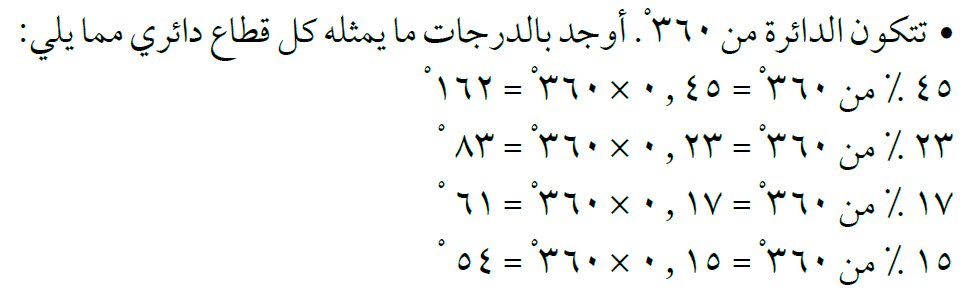 • تتكون الدائرة من ٣٦٠°. أوجد بالدرجات ما يمثله كل قطاع دائري مما يلي:
٤٥ ٪ من ٣٦٠° = ٤٥ , ٠ × ٣٦٠° = ١٦٢°
٢٣ ٪ من ٣٦٠° = ٢٣ , ٠ × ٣٦٠° = ٨٣°
١٧ ٪ من ٣٦٠° = ١٧ , ٠ × ٣٦٠° = ٦١°
١٥ ٪ من ٣٦٠° = ١٥ , ٠ × ٣٦٠° = ٥٤°